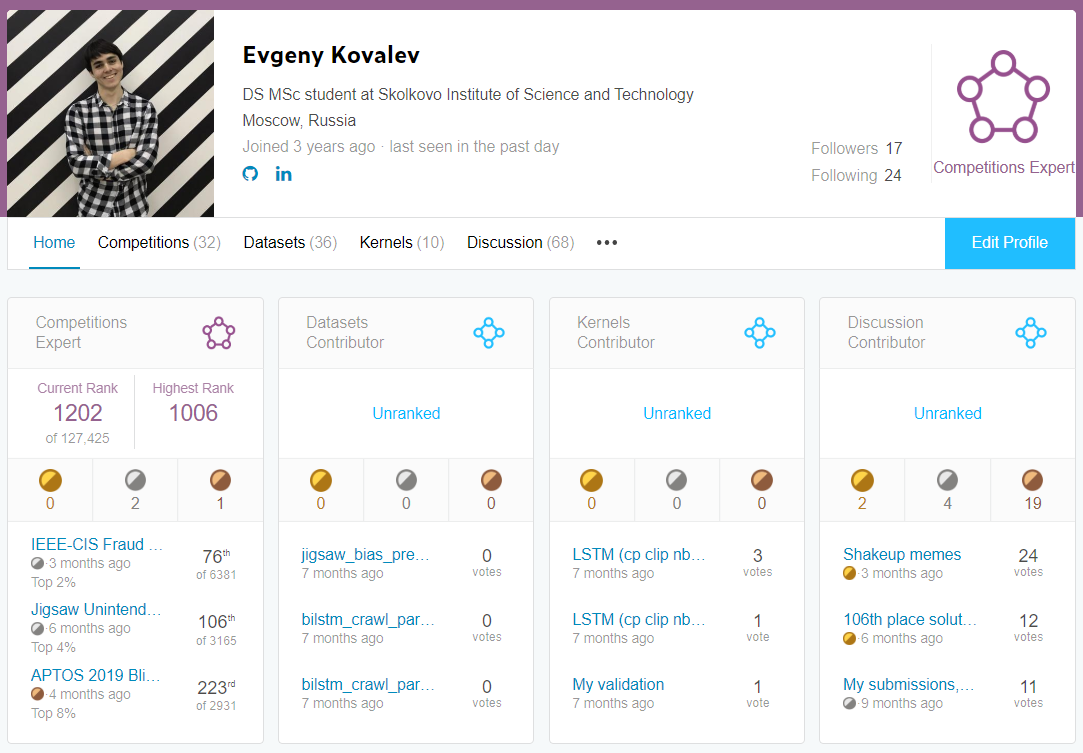 Evgeny Kovalev
DS MSc student at Skolkovo Institute of Science and Technology
Moscow, Russia
Joined 3 years ago · last seen in the past day
Followers 17
Following 24
Competitions Expert
Home Competitions (32) Datasets (36) Kernels (10) Discussion (68) •••
Edit Profile
Competitions
Expert
Current Rank
1202
of 127,425
Highest Rank
1006
0 2 1
IEEE-CIS Fraud ...
3 months ago
Top 2%
76th
of 6381
Jigsaw Unintend...
6 months ago
Top 4%
106th
of 3165
APTOS 2019 Bli...
4 months ago
Top 8%
223rd
of 2931
Datasets
Contributor
Unranked
0 0 0
jigsaw_bias_pre...
7 months ago
0
votes
bilstm_crawl_par...
7 months ago
0
votes
bilstm_crawl_par...
7 months ago
0
votes
Kernels
Contributor
Unranked
0 0 0
LSTM (cp clip nb...
7 months ago
3
votes
LSTM (cp clip nb...
7 months ago
1
vote
My validation
7 months ago
1
vote
Discussion
Contributor
Unranked
2 4 19
Shakeup memes
3 months ago
24
votes
106th place solut...
6 months ago
12
votes
My submissions,...
9 months ago
11
votes